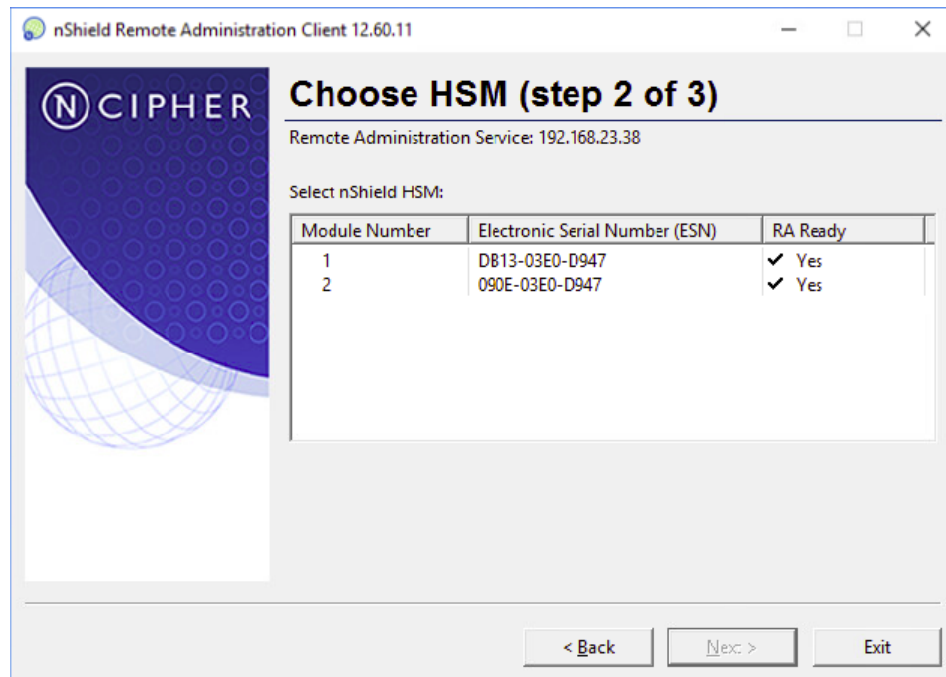 nShield Remote Administration Client 12.60.11
NCIPHER
Choose HSM (step 2 of 3)
Remote Administration Service: 192.168.23.38
Select nShield HSM:
Module Number Electronic Serial Number (ESN) RA Ready
1 DB13-03E0-D947 ✔ Yes
2 090E-03E0-D947 ✔ Yes
< Back Next > Exit